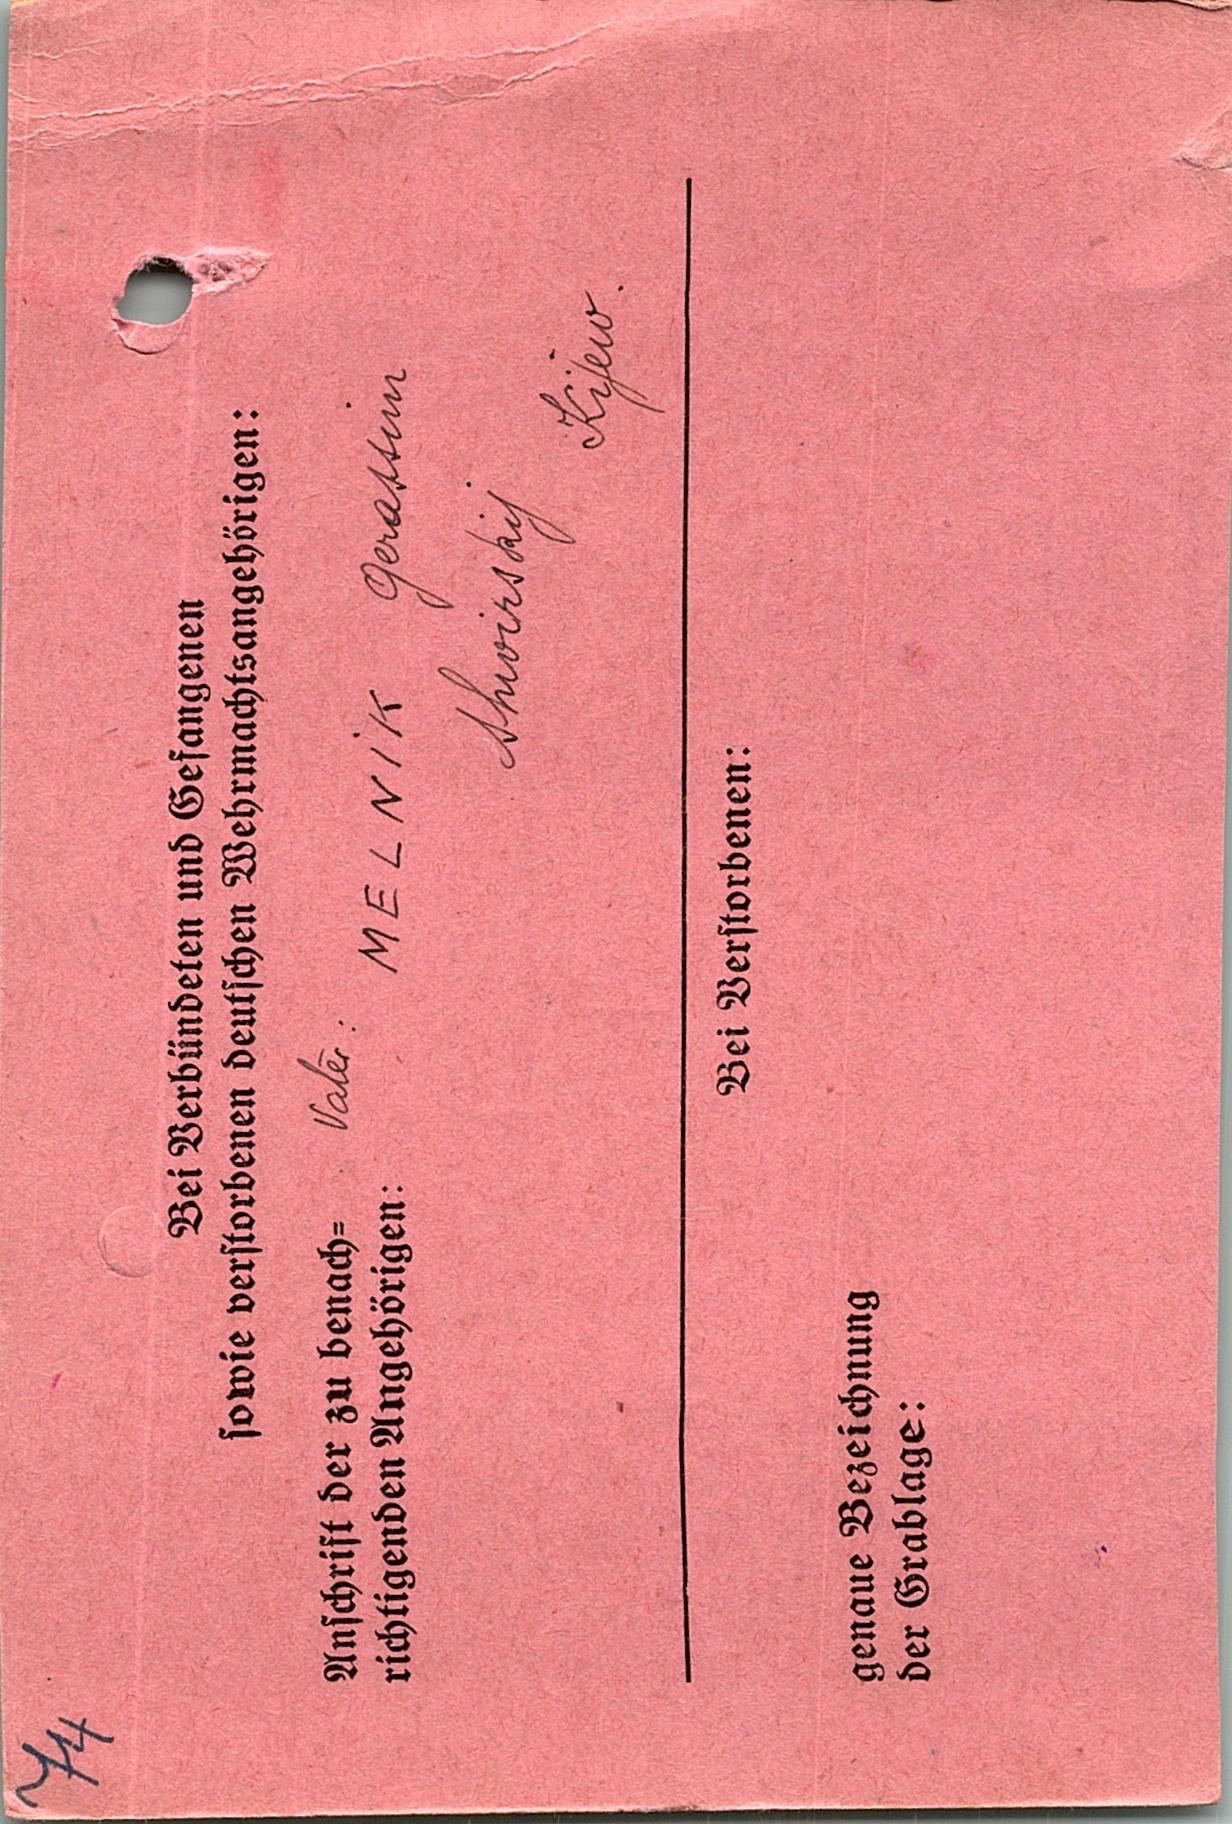 74
Bei Verbündeten und Gefangenen
sowie verstorbenen deutschen Wehrmachtsangehörigen:
Anschrift der zu benach=
richtigenden Angehörigen:
Vater:
MELNIK Gerassim
Kijew.
Bei Verstorbenen:
genaue Bezeichnung
der Grablage: